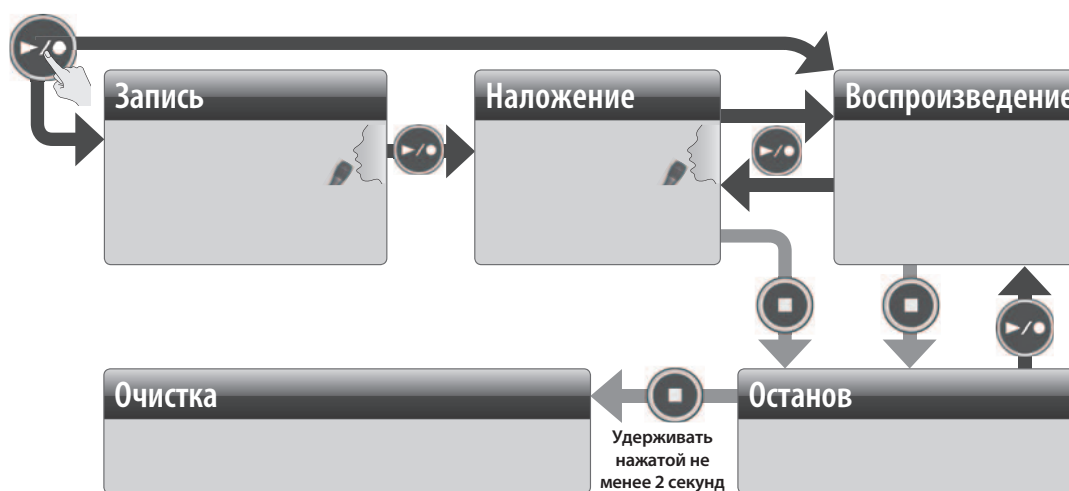 Запись
Наложение
Воспроизведение
Очистка
Останов
Удерживать
нажатой не
менее 2 секунд